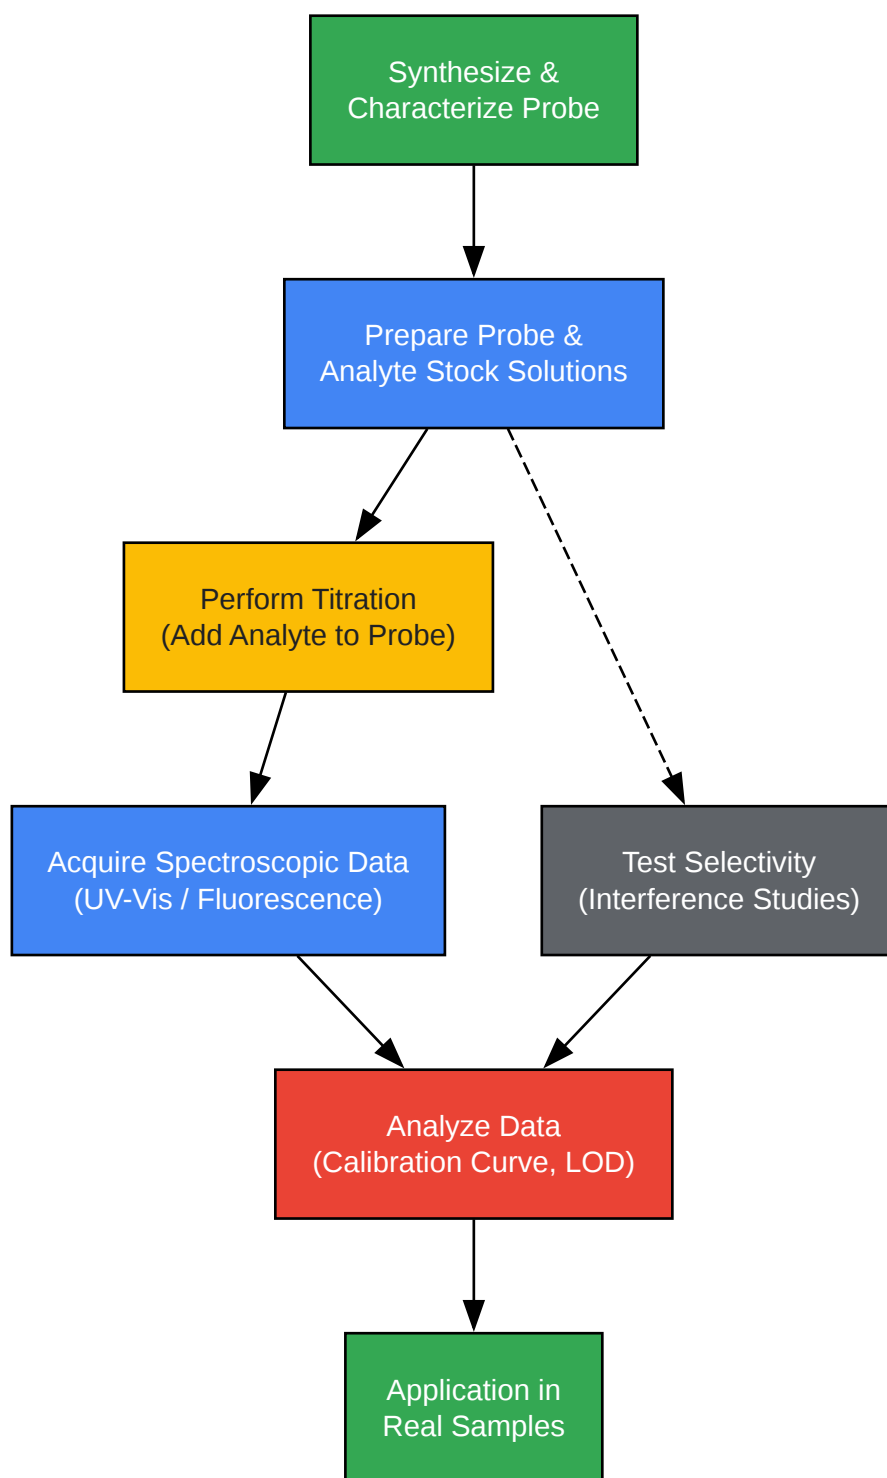 Synthesize &
Characterize Probe
Prepare Probe &
Analyte Stock Solutions
Perform Titration
(Add Analyte to Probe)
Acquire Spectroscopic Data
(UV-Vis / Fluorescence)
Test Selectivity
(Interference Studies)
Analyze Data
(Calibration Curve, LOD)
Application in
Real Samples